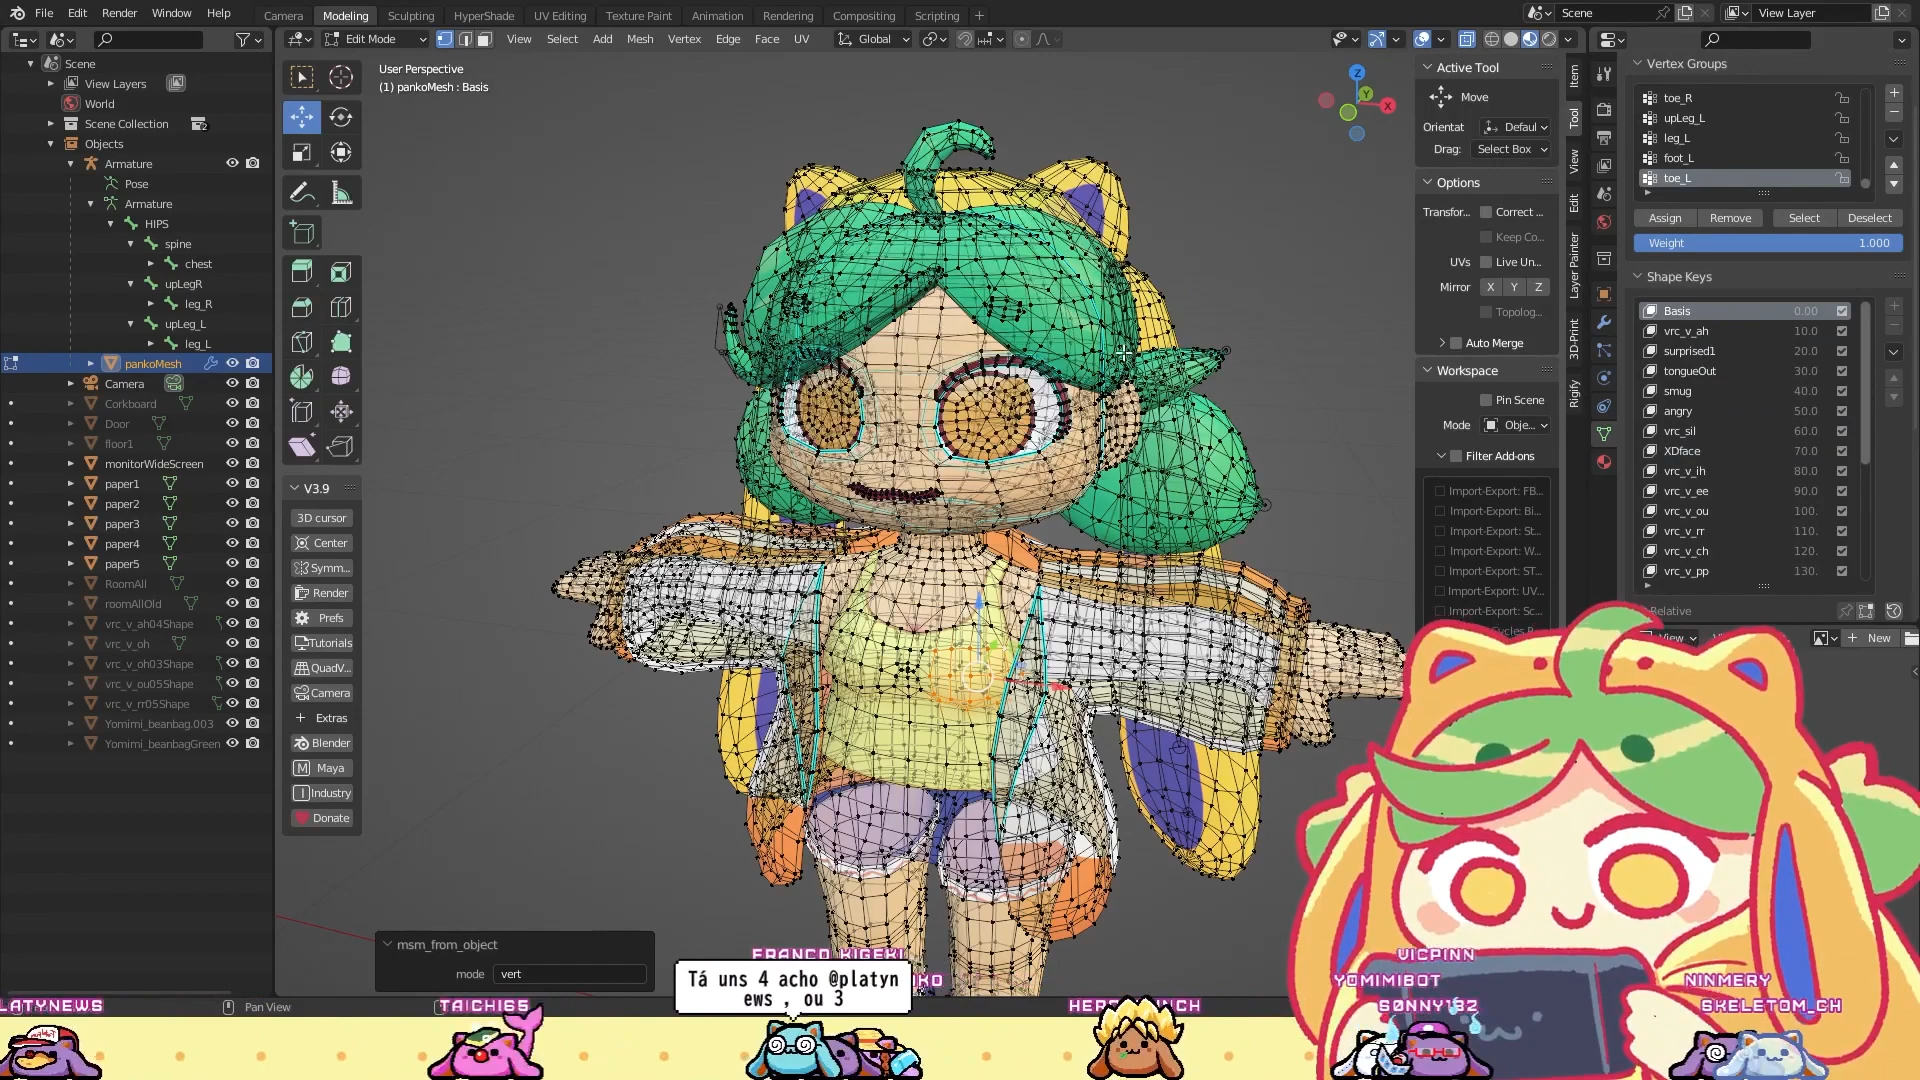 File Edit Render Window Help
Camera Modeling Sculpting HyperShade UV Editing Texture Paint Animation Rendering Compositing Scripting +
Scene
View Layer
Edit Mode
View Select Add Mesh Vertex Edge Face UV
Global
Scene
View Layers
World
Scene Collection
2
Objects
Armature
Pose
Armature
HIPS
spine
chest
upLegR
leg_R
upLeg_L
leg_L
pankoMesh
Camera
Corkboard
Door
floor1
monitorWideScreen
paper1
paper2
paper3
paper4
paper5
RoomAll
roomAllOld
vrc_v_ah04Shape
vrc_v_oh
vrc_v_oh03Shape
vrc_v_ou05Shape
vrc_v_rr05Shape
Yomimi_beanbag.003
Yomimi_beanbagGreen
V3.9
3D cursor
Center
Symm...
Render
Prefs
Tutorials
QuadV...
Camera
+ Extras
Blender
M Maya
I Industry
Donate
User Perspective
(1) pankoMesh : Basis
Z
Y
X
Active Tool
Move
Orientat Defaul
Drag: Select Box
Options
Transfor... Correct ...
Keep Co...
UVs Live Un...
Mirror X Y Z
Topolog...
Auto Merge
Workspace
Pin Scene
Mode Obje...
Filter Add-ons
Import-Export: FB...
Import-Export: Bi...
Import-Export: St...
Import-Export: W...
Import-Export: ST...
Import-Export: UV...
Import-Export: Sc...
Cycles R
Item
Tool
View
Edit
Layer Painter
3D-Print
Rigify
Vertex Groups
toe_R
upLeg_L
leg_L
foot_L
toe_L
Assign Remove Select Deselect
Weight 1.000
Shape Keys
Basis 0.00
vrc_v_ah 10.0
surprised1 20.0
tongueOut 30.0
smug 40.0
angry 50.0
vrc_sil 60.0
XDface 70.0
vrc_v_ih 80.0
vrc_v_ee 90.0
vrc_v_ou 100.
vrc_v_rr 110.
vrc_v_ch 120.
vrc_v_pp 130.
Relative
View
+ New
msm_from_object
mode vert
Pan View
FRANCO_KIGEKI
KO
Tá uns 4 acho @platyn
ews , ou 3
LATYNEWS
TAICHI65
VICPINN
YOMIMIBOT
S0NNY182
NINMERY
SKELETOM_CH